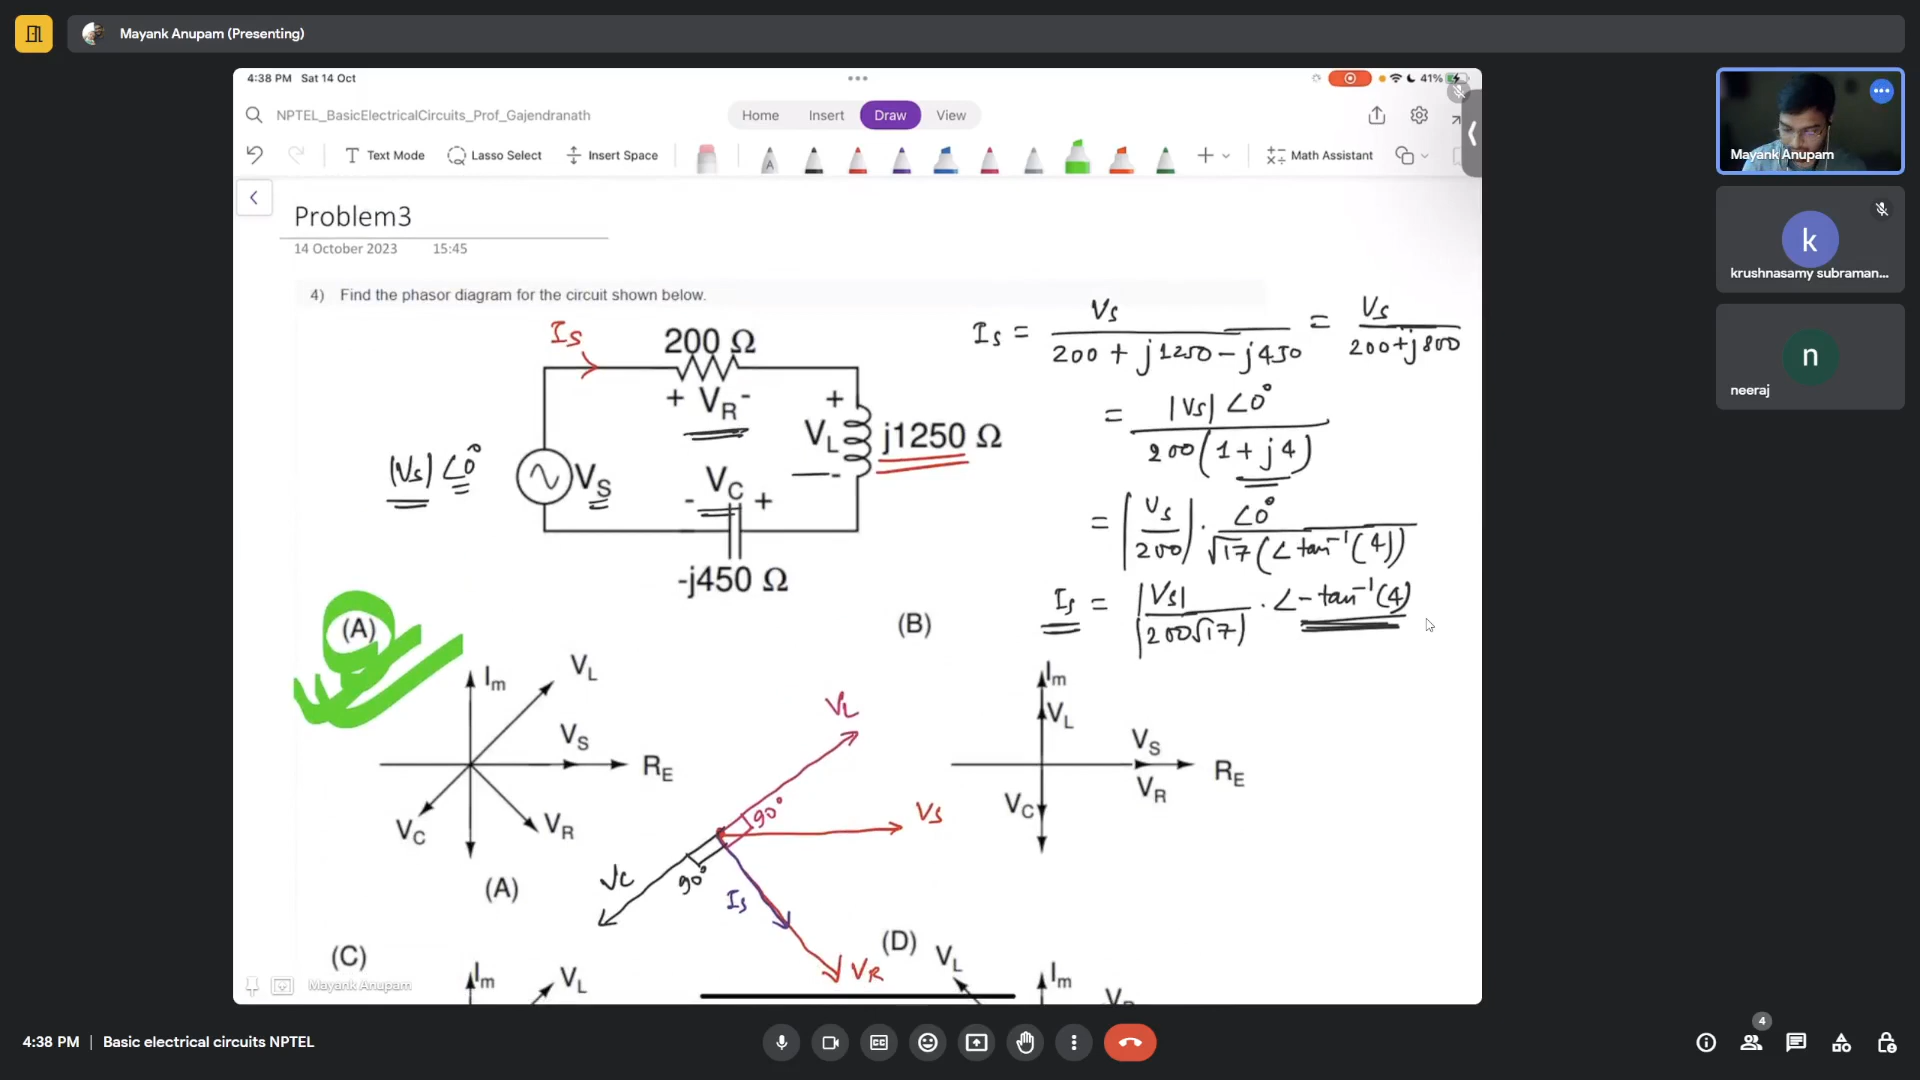 Mayank Anupam (Presenting)
4:38 PM Sat 14 Oct
41%
NPTEL_BasicElectricalCircuits_Prof_Gajendranath
Home Insert Draw View
Text Mode Lasso Select Insert Space Math Assistant
Problem3
14 October 2023 15:45
4) Find the phasor diagram for the circuit shown below.
Is
200 Ω
+ VR -
+
VL
-
j1250 Ω
|Vs| ∠0°
VS
VC
- +
-j450 Ω
Is = Vs / (200 + j1250 - j450) = Vs / (200+j800)
= |Vs| ∠0° / 200(1+j4)
= |Vs/200| · ∠0° / √17(∠tan⁻¹(4))
Is = |Vs| / |200√17| · ∠-tan⁻¹(4)
(A)
(B)
Im
VL
VS
RE
VC
VR
(A)
VL
90°
Vs
Vc
90°
Is
VR
Im
VL
VS
RE
VR
VC
(C)
Im
VL
(D)
VL
Im
Mayank Anupam
Mayank Anupam
k
krushnasamy subraman...
n
neeraj
4:38 PM | Basic electrical circuits NPTEL
4